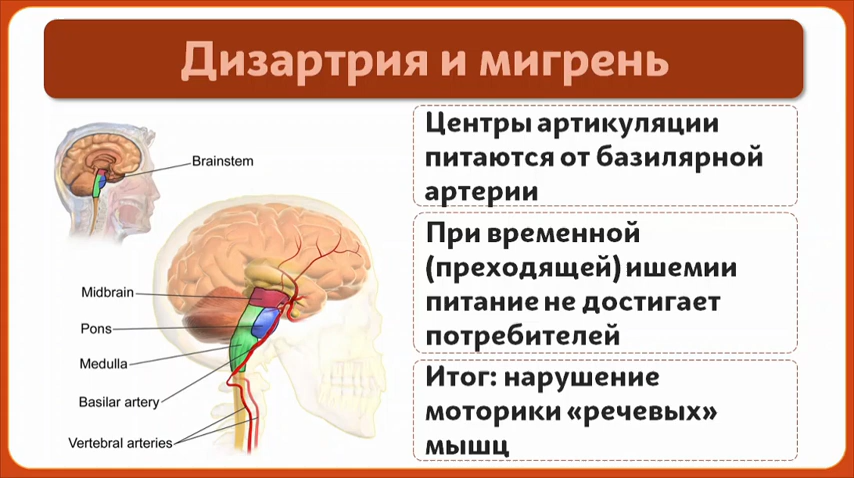 Дизартрия и мигрень
Brainstem
Midbrain
Pons
Medulla
Basilar artery
Vertebral arteries
Центры артикуляции
питаются от базилярной
артерии
При временной
(преходящей) ишемии
питание не достигает
потребителей
Итог: нарушение
моторики «речевых»
мышц